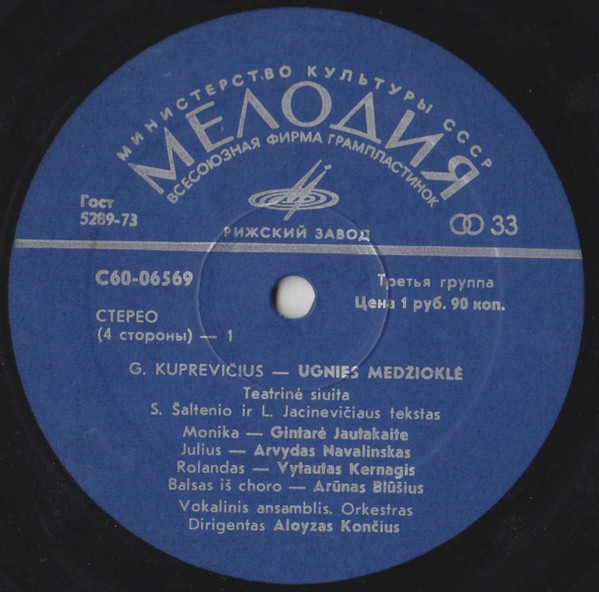 МИНИСТЕРСТВО КУЛЬТУРЫ СССР
МЕЛОДИЯ
ВСЕСОЮЗНАЯ ФИРМА ГРАМПЛАСТИНОК
Гост
5289-73
33
РИЖСКИЙ ЗАВОД
С60-06569
Третья группа
Цена 1 руб. 90 коп.
СТЕРЕО
(4 стороны) — 1
G. KUPREVIČIUS — UGNIES MEDŽIOKLĖ
Teatrinė siuita
S. Šaltenio ir L. Jacinevičiaus tekstas
Monika — Gintarė Jautakaite
Julius — Arvydas Navalinskas
Rolandas — Vytautas Kernagis
Balsas iš choro — Arūnas Blūšius
Vokalinis ansamblis. Orkestras
Dirigentas Aloyzas Končius